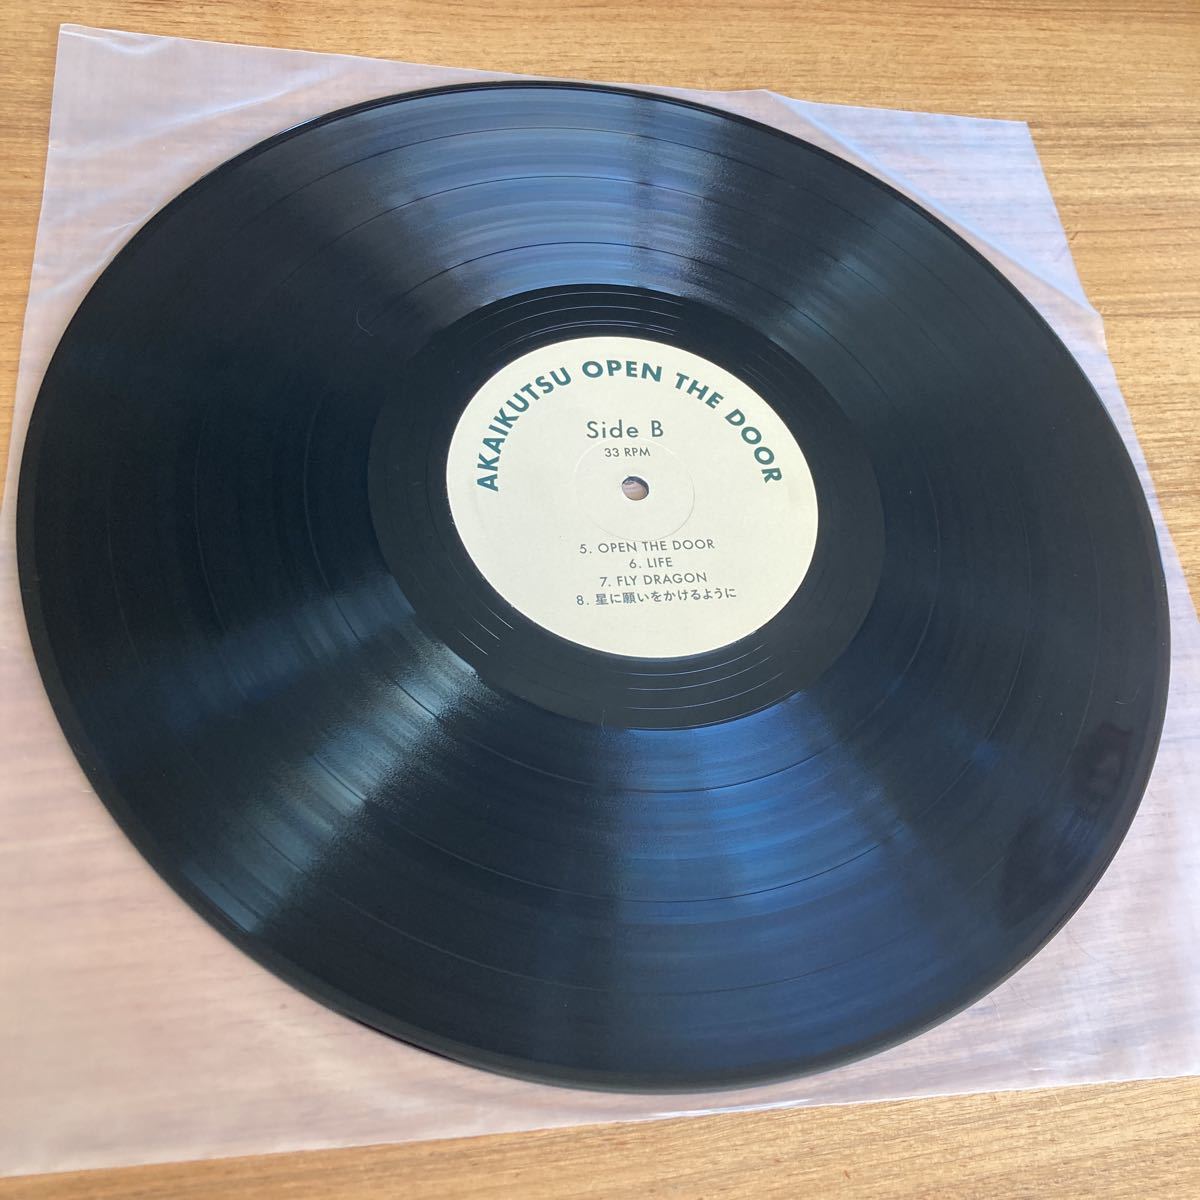 AKAIKUTSU OPEN THE DOOR
Side B
33 RPM
5. OPEN THE DOOR
6. LIFE
7. FLY DRAGON
8. 星に願いをかけるように